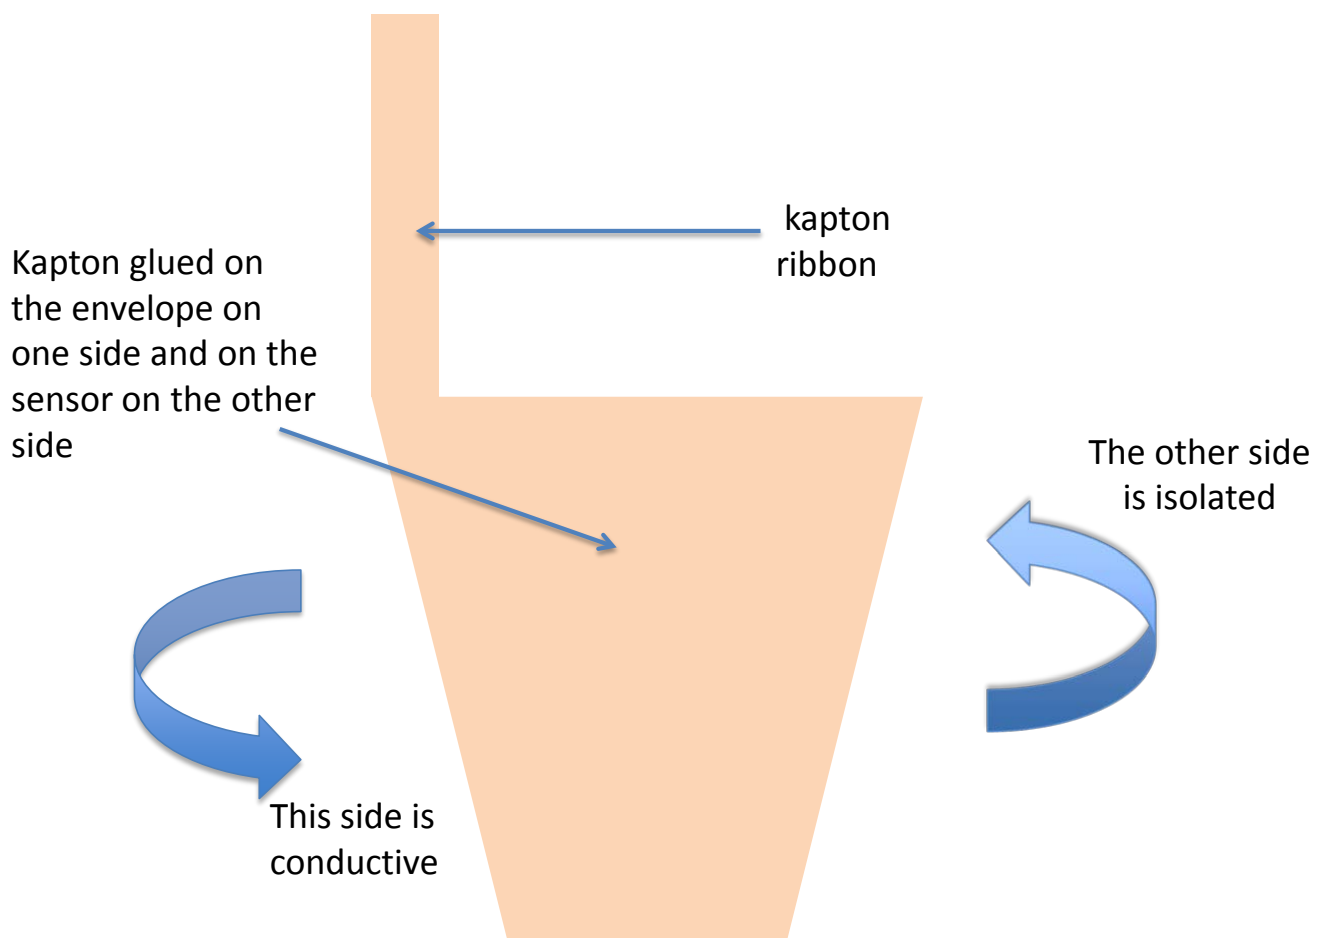 kapton
ribbon
Kapton glued on
the envelope on
one side and on the
sensor on the other
side
The other side
is isolated
This side is
conductive